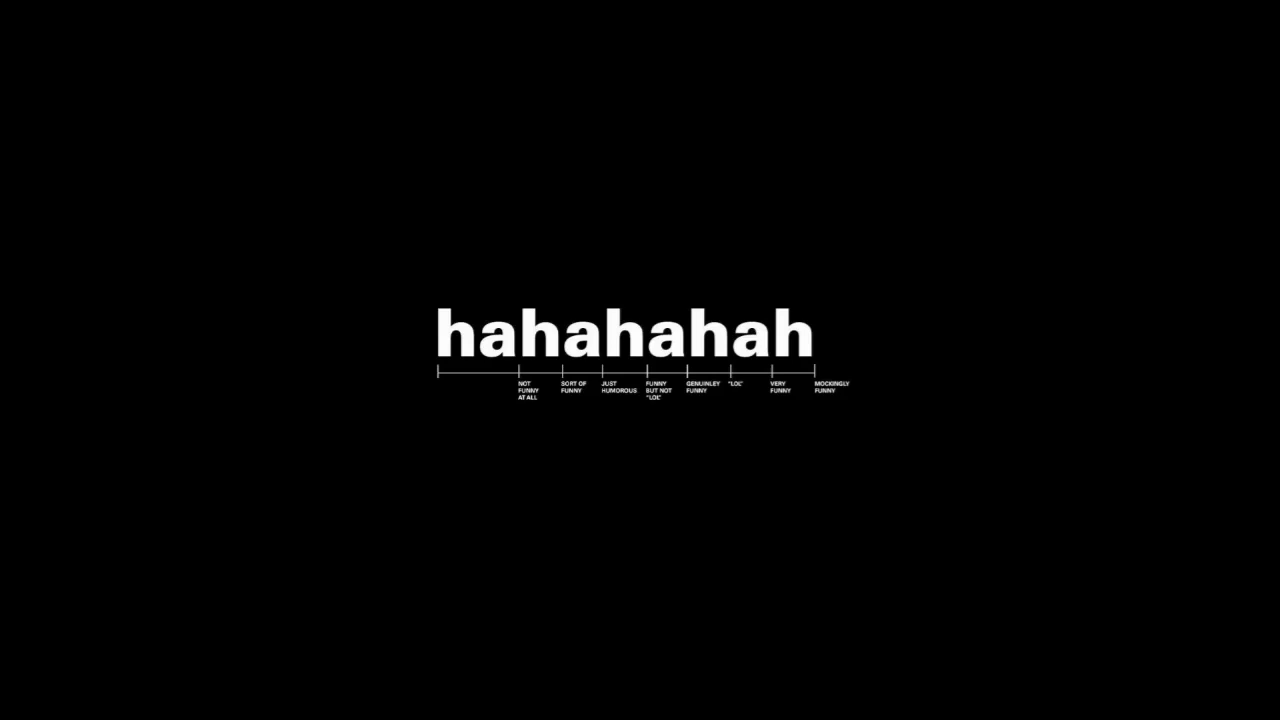 hahahahah
NOT
FUNNY
AT ALL
SORT OF
FUNNY
JUST
HUMOROUS
FUNNY
BUT NOT
"LOL"
GENUINLEY
FUNNY
"LOL"
VERY
FUNNY
MOCKINGLY
FUNNY